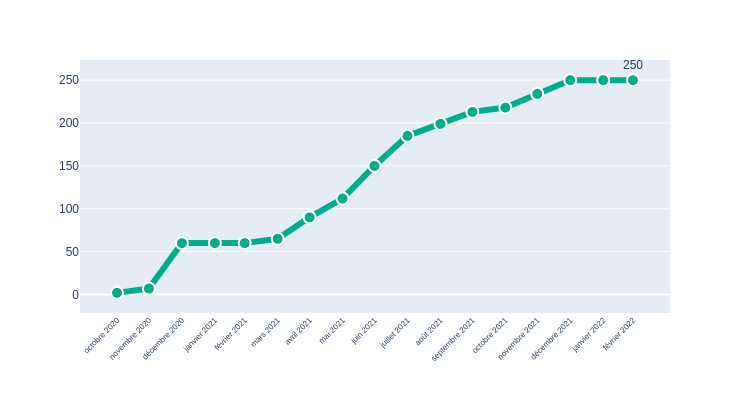 250
250
200
150
100
50
0
octobre 2020
novembre 2020
décembre 2020
janvier 2021
février 2021
mars 2021
avril 2021
mai 2021
juin 2021
juillet 2021
août 2021
septembre 2021
octobre 2021
novembre 2021
décembre 2021
janvier 2022
février 2022